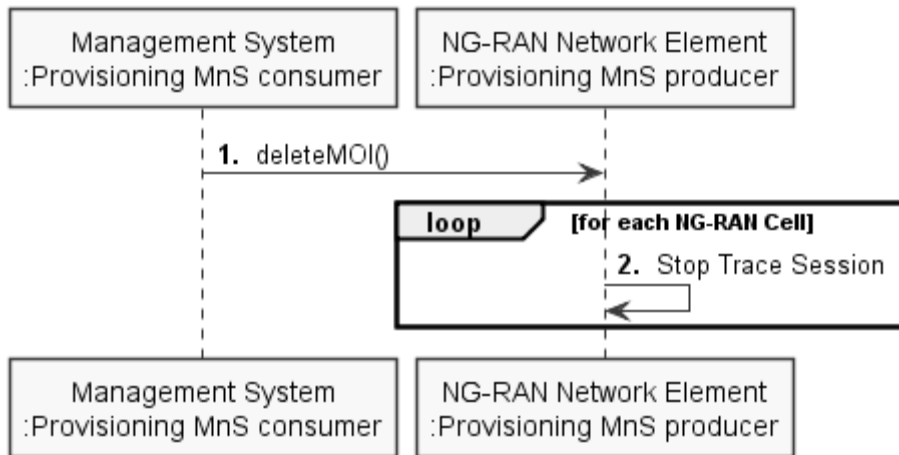 Management System
:Provisioning MnS consumer
NG-RAN Network Element
:Provisioning MnS producer
1. deleteMOI()
loop [for each NG-RAN Cell]
2. Stop Trace Session
Management System
:Provisioning MnS consumer
NG-RAN Network Element
:Provisioning MnS producer